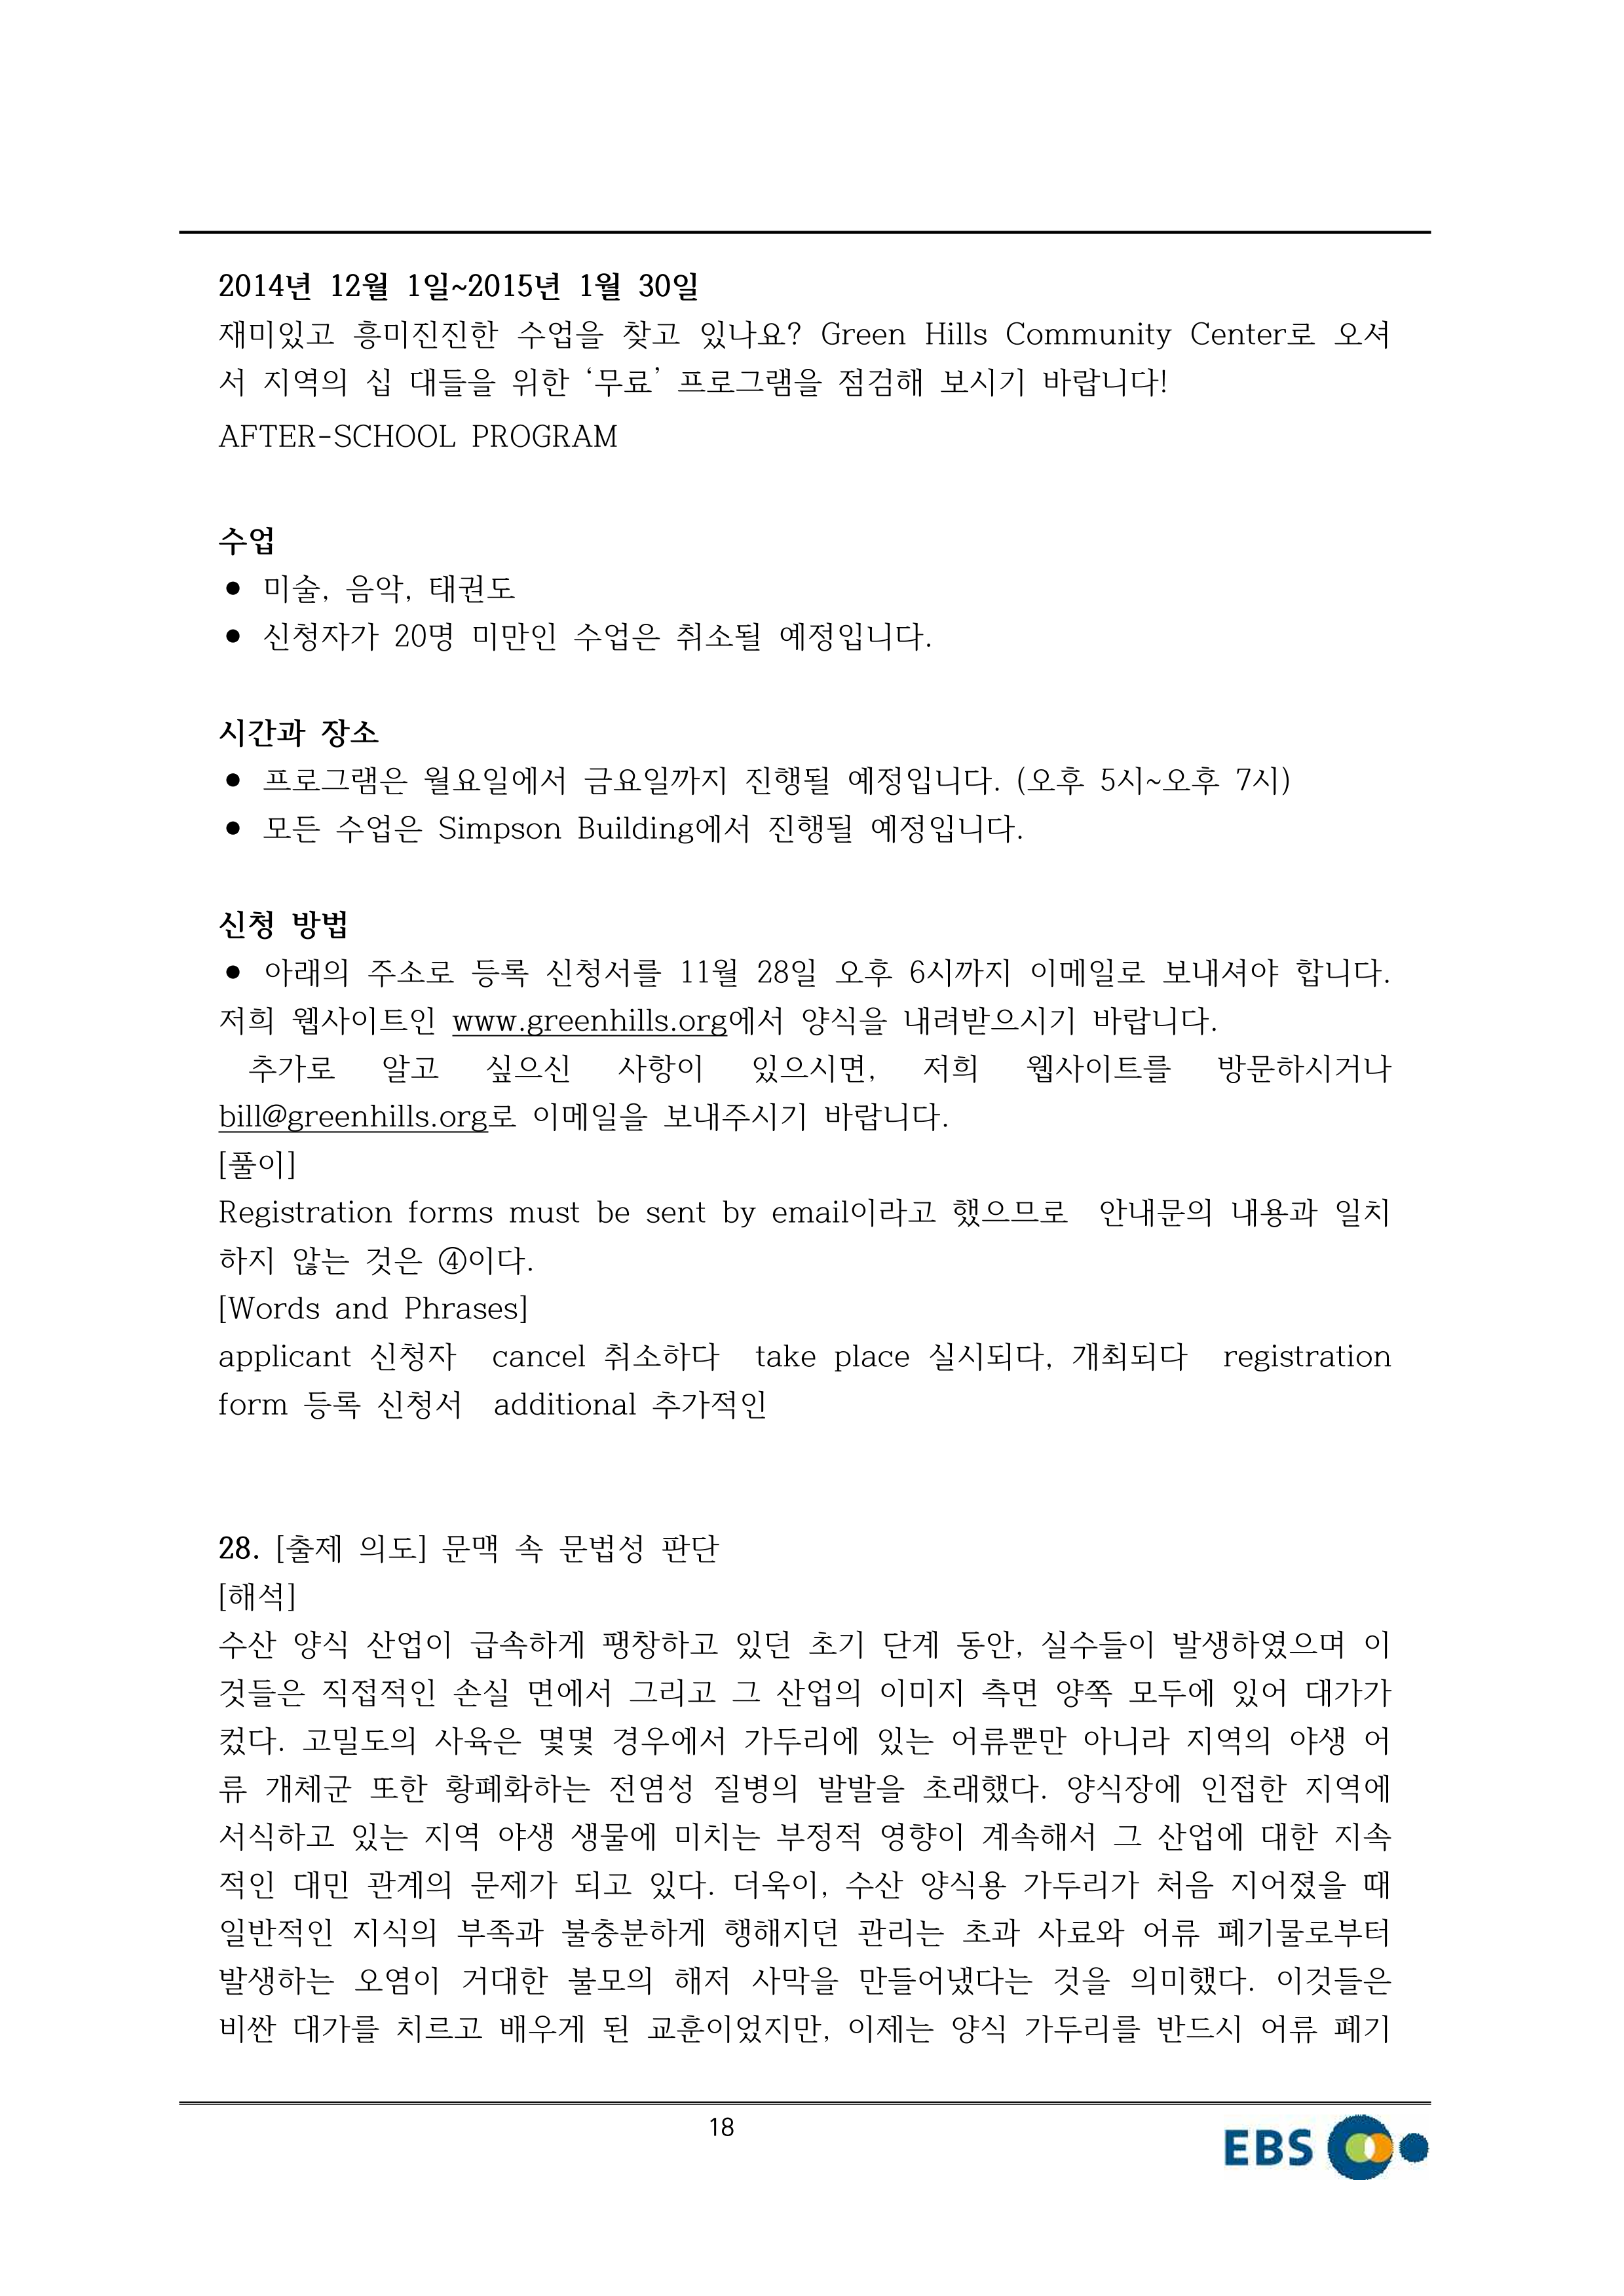 2014년 12월 1일~2015년 1월 30일
재미있고 흥미진진한 수업을 찾고 있나요? Green Hills Community Center로 오셔
서 지역의 십 대들을 위한 ‘무료’ 프로그램을 점검해 보시기 바랍니다!
AFTER-SCHOOL PROGRAM
수업
● 미술, 음악, 태권도
● 신청자가 20명 미만인 수업은 취소될 예정입니다.
시간과 장소
● 프로그램은 월요일에서 금요일까지 진행될 예정입니다. (오후 5시~오후 7시)
● 모든 수업은 Simpson Building에서 진행될 예정입니다.
신청 방법
● 아래의 주소로 등록 신청서를 11월 28일 오후 6시까지 이메일로 보내셔야 합니다.
저희 웹사이트인 www.greenhills.org에서 양식을 내려받으시기 바랍니다.
추가로 알고 싶으신 사항이 있으시면, 저희 웹사이트를 방문하시거나
bill@greenhills.org로 이메일을 보내주시기 바랍니다.
[풀이]
Registration forms must be sent by email이라고 했으므로 안내문의 내용과 일치
하지 않는 것은 ④이다.
[Words and Phrases]
applicant 신청자 cancel 취소하다 take place 실시되다, 개최되다 registration
form 등록 신청서 additional 추가적인
28. [출제 의도] 문맥 속 문법성 판단
[해석]
수산 양식 산업이 급속하게 팽창하고 있던 초기 단계 동안, 실수들이 발생하였으며 이
것들은 직접적인 손실 면에서 그리고 그 산업의 이미지 측면 양쪽 모두에 있어 대가가
컸다. 고밀도의 사육은 몇몇 경우에서 가두리에 있는 어류뿐만 아니라 지역의 야생 어
류 개체군 또한 황폐화하는 전염성 질병의 발발을 초래했다. 양식장에 인접한 지역에
서식하고 있는 지역 야생 생물에 미치는 부정적 영향이 계속해서 그 산업에 대한 지속
적인 대민 관계의 문제가 되고 있다. 더욱이, 수산 양식용 가두리가 처음 지어졌을 때
일반적인 지식의 부족과 불충분하게 행해지던 관리는 초과 사료와 어류 폐기물로부터
발생하는 오염이 거대한 불모의 해저 사막을 만들어냈다는 것을 의미했다. 이것들은
비싼 대가를 치르고 배우게 된 교훈이었지만, 이제는 양식 가두리를 반드시 어류 폐기
18
EBS